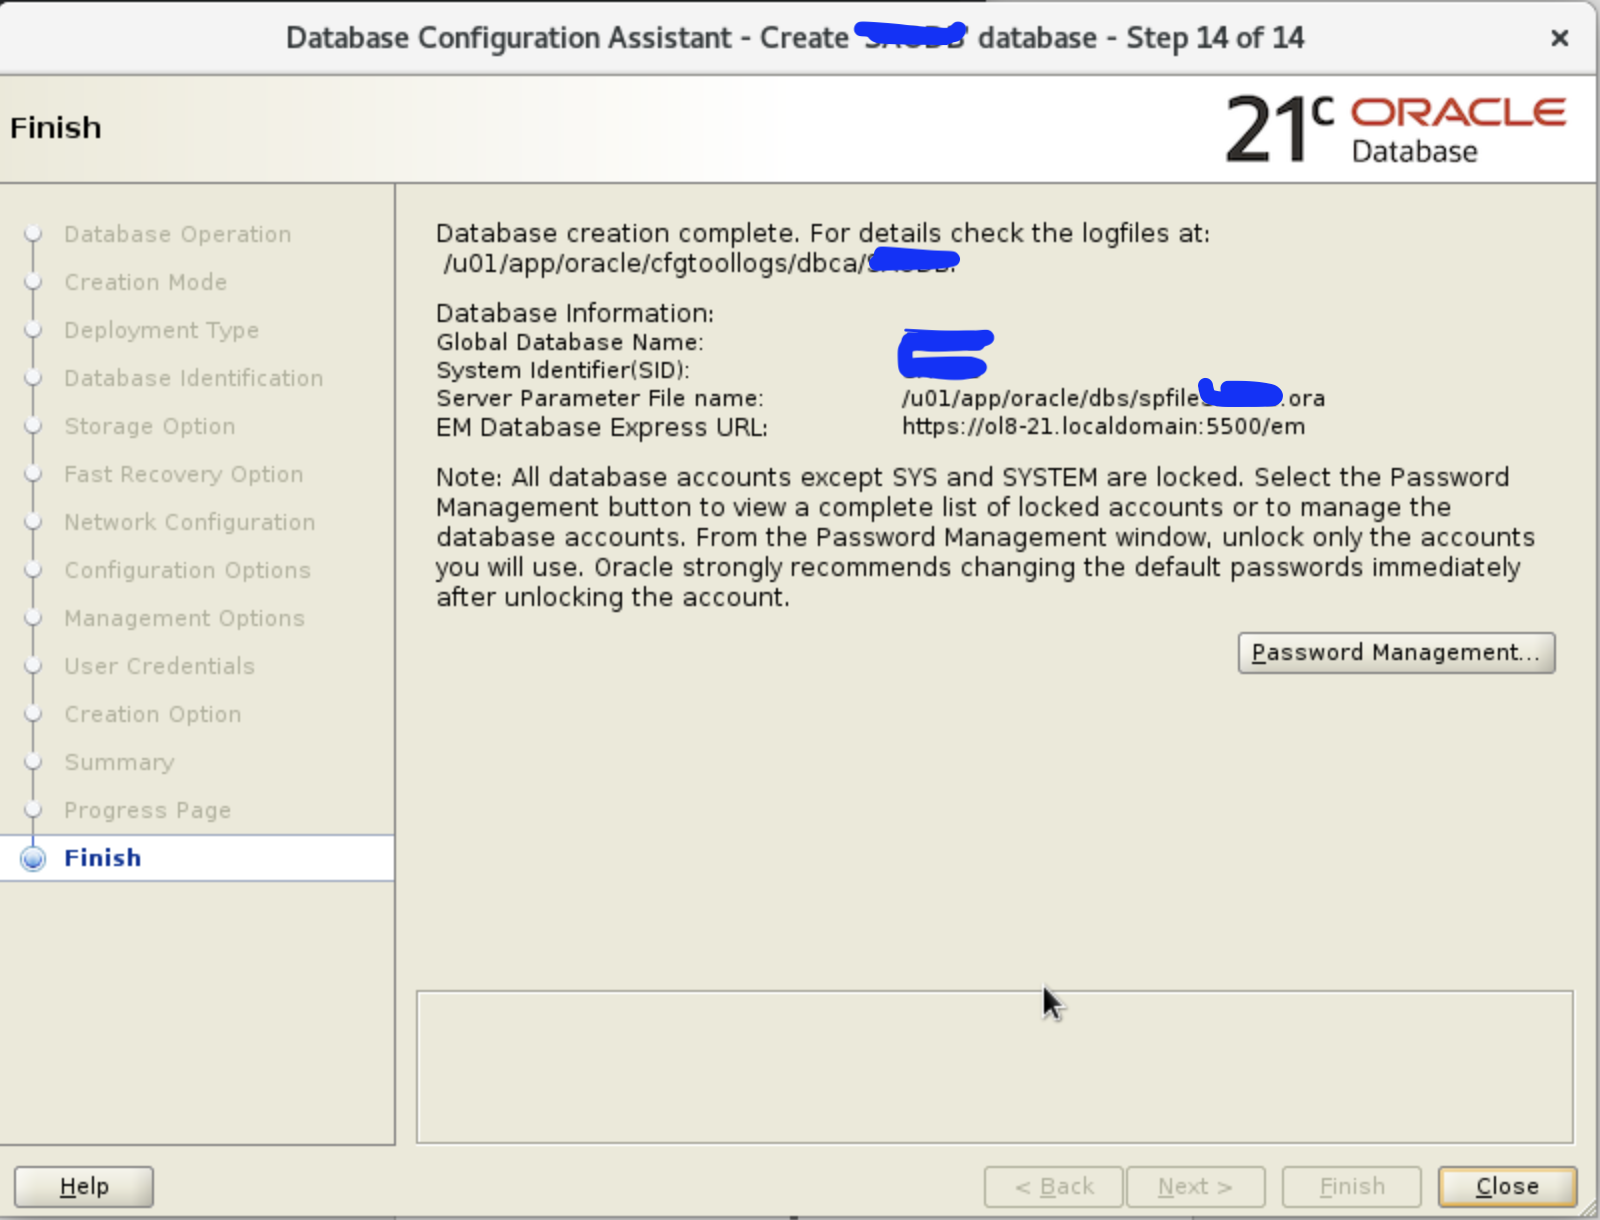 Database Configuration Assistant - Create database - Step 14 of 14
Finish
21c ORACLE
Database
Database Operation
Creation Mode
Deployment Type
Database Identification
Storage Option
Fast Recovery Option
Network Configuration
Configuration Options
Management Options
User Credentials
Creation Option
Summary
Progress Page
Finish
Database creation complete. For details check the logfiles at:
/u01/app/oracle/cfgtoollogs/dbca/
Database Information:
Global Database Name:
System Identifier(SID):
Server Parameter File name: /u01/app/oracle/dbs/spfile .ora
EM Database Express URL: https://ol8-21.localdomain:5500/em
Note: All database accounts except SYS and SYSTEM are locked. Select the Password
Management button to view a complete list of locked accounts or to manage the
database accounts. From the Password Management window, unlock only the accounts
you will use. Oracle strongly recommends changing the default passwords immediately
after unlocking the account.
Password Management...
Help
< Back
Next >
Finish
Close